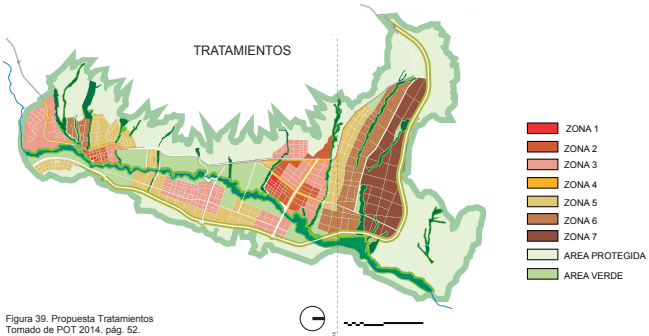 TRATAMIENTOS
ZONA 1
ZONA 2
ZONA 3
ZONA 4
ZONA 5
ZONA 6
ZONA 7
AREA PROTEGIDA
AREA VERDE
Figura 39. Propuesta Tratamientos
Tomado de POT 2014. pág. 52.